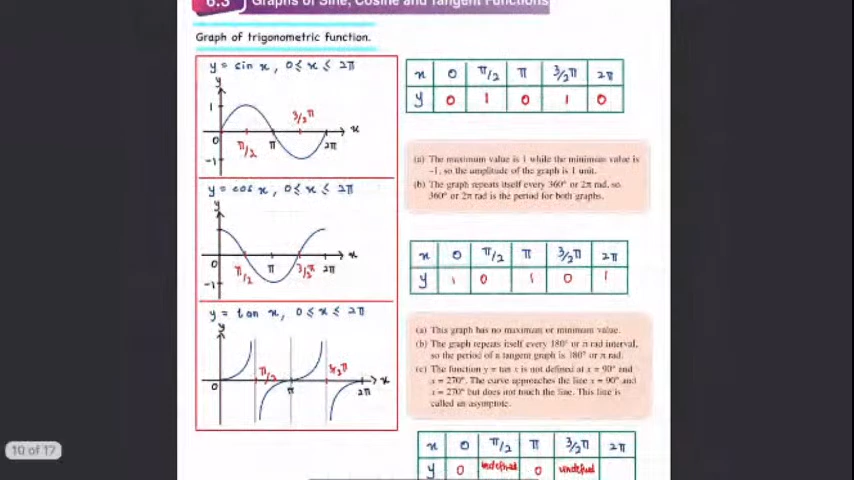 6.3 Graphs of Sine, Cosine and Tangent Functions
Graph of trigonometric function.
y = sin x, 0 ≤ x ≤ 2π
y
1
0
-1
π/2
π
3/2 π
2π
x
x 0 π/2 π 3/2π 2π
y 0 1 0 1 0
(a) The maximum value is 1 while the minimum value is
-1, so the amplitude of the graph is 1 unit.
(b) The graph repeats itself every 360° or 2π rad, so
360° or 2π rad is the period for both graphs.
y = cos x, 0 ≤ x ≤ 2π
y
0
-1
π/2
π
3/2π
2π
x
x 0 π/2 π 3/2π 2π
y 1 0 1 0 1
y = tan x, 0 ≤ x ≤ 2π
y
0
π/2
π
3/2π
2π
x
(a) This graph has no maximum or minimum value.
(b) The graph repeats itself every 180° or π rad interval,
so the period of a tangent graph is 180° or π rad.
(c) The function y = tan x is not defined at x = 90° and
x = 270°. The curve approaches the line x = 90° and
x = 270° but does not touch the line. This line is
called an asymptote.
x 0 π/2 π 3/2π 2π
y 0 undefined 0 undefined
10 of 17